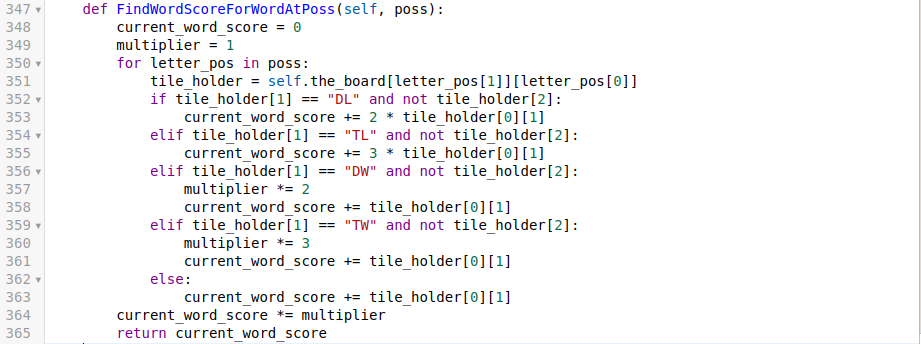 347 def FindWordScoreForWordAtPoss(self, poss):
348 current_word_score = 0
349 multiplier = 1
350 for letter_pos in poss:
351 tile_holder = self.the_board[letter_pos[1]][letter_pos[0]]
352 if tile_holder[1] == "DL" and not tile_holder[2]:
353 current_word_score += 2 * tile_holder[0][1]
354 elif tile_holder[1] == "TL" and not tile_holder[2]:
355 current_word_score += 3 * tile_holder[0][1]
356 elif tile_holder[1] == "DW" and not tile_holder[2]:
357 multiplier *= 2
358 current_word_score += tile_holder[0][1]
359 elif tile_holder[1] == "TW" and not tile_holder[2]:
360 multiplier *= 3
361 current_word_score += tile_holder[0][1]
362 else:
363 current_word_score += tile_holder[0][1]
364 current_word_score *= multiplier
365 return current_word_score